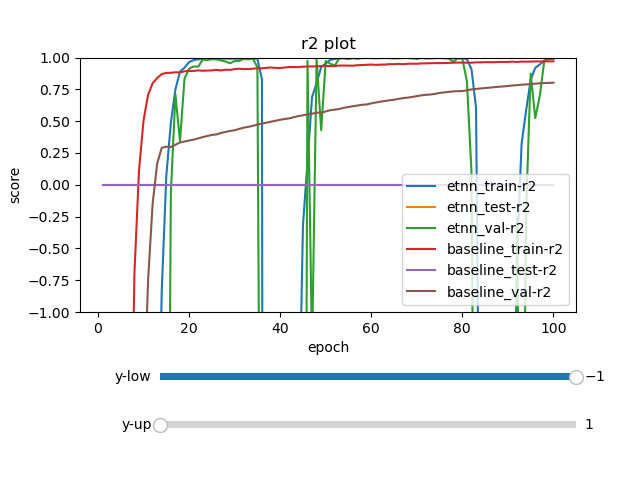 r2 plot
1.00
0.75
0.50
0.25
0.00
−0.25
−0.50
−0.75
−1.00
score
0 20 40 60 80 100
epoch
etnn_train-r2
etnn_test-r2
etnn_val-r2
baseline_train-r2
baseline_test-r2
baseline_val-r2
y-low −1
y-up 1